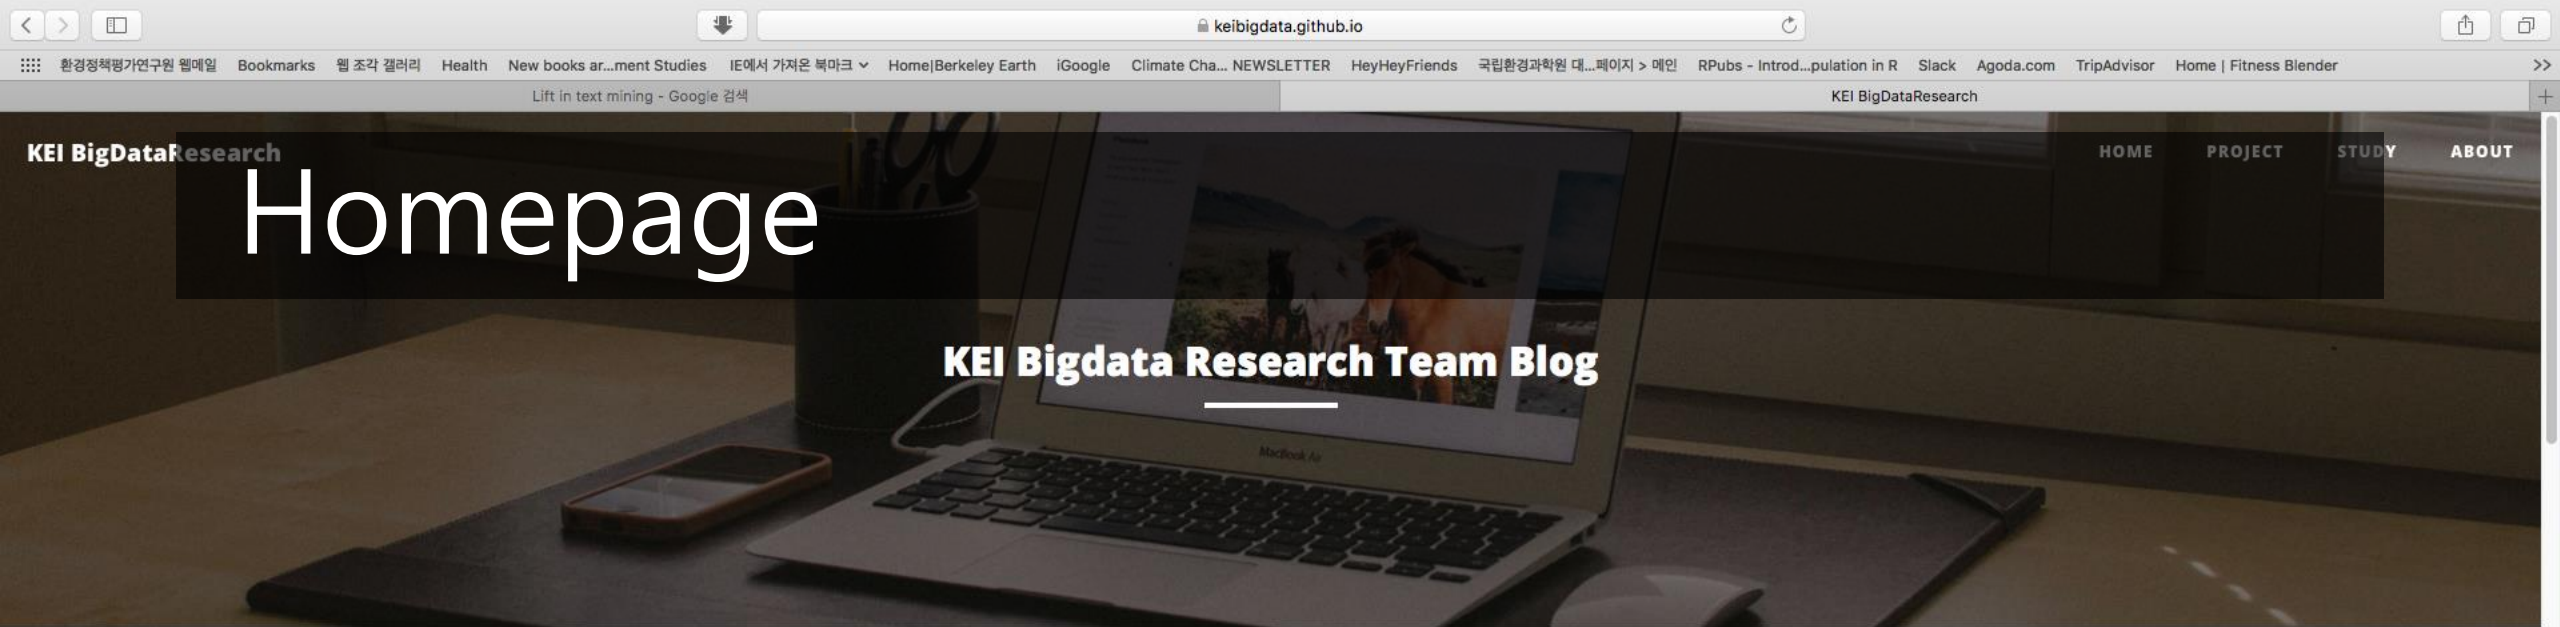 keibigdata.github.io
환경정책평가연구원 웹메일 Bookmarks 웹 조각 갤러리 Health New books ar...ment Studies IE에서 가져온 북마크 Home|Berkeley Earth iGoogle Climate Cha... NEWSLETTER HeyHeyFriends 국립환경과학원 대...페이지 > 메인 RPubs - Introd...pulation in R Slack Agoda.com TripAdvisor Home | Fitness Blender >>
Lift in text mining - Google 검색 KEI BigDataResearch
KEI BigDataResearch HOME PROJECT STUDY ABOUT
Homepage
KEI Bigdata Research Team Blog
MacBook Air